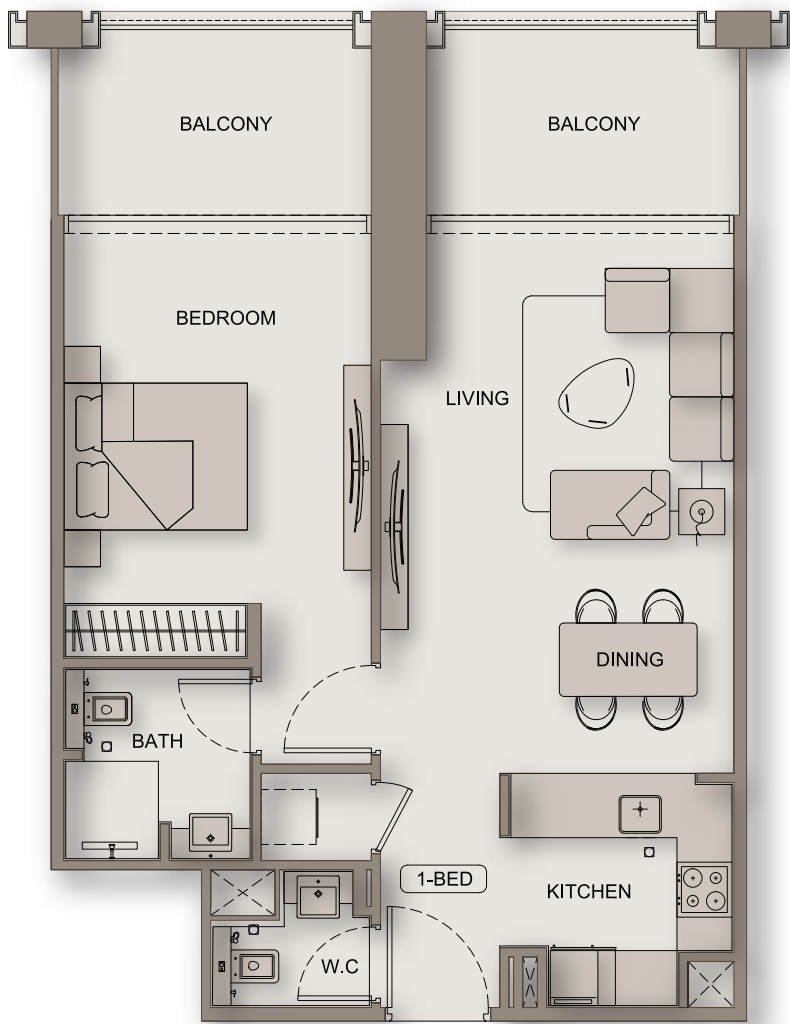 BALCONY
BALCONY
BEDROOM
LIVING
DINING
BATH
1-BED
KITCHEN
W.C